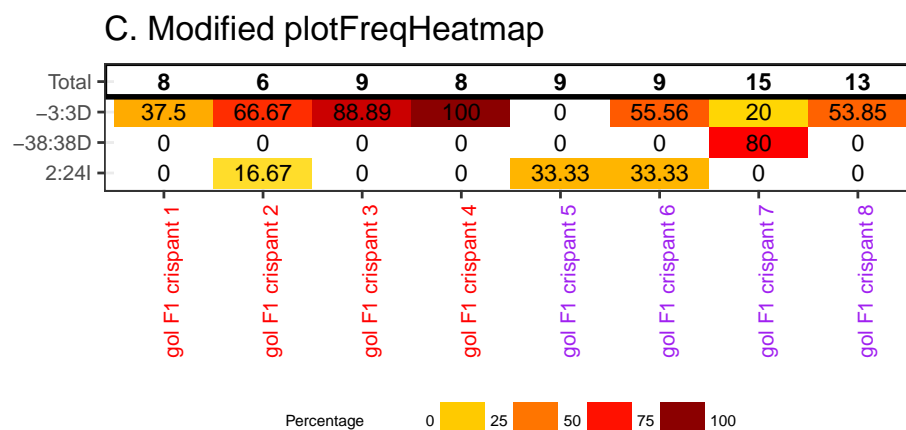 C. Modified plotFreqHeatmap
Total 8 6 9 8 9 9 15 13
−3:3D 37.5 66.67 88.89 100 0 55.56 20 53.85
−38:38D 0 0 0 0 0 0 80 0
2:24I 0 16.67 0 0 33.33 33.33 0 0
gol F1 crispant 1
gol F1 crispant 2
gol F1 crispant 3
gol F1 crispant 4
gol F1 crispant 5
gol F1 crispant 6
gol F1 crispant 7
gol F1 crispant 8
Percentage 0 25 50 75 100